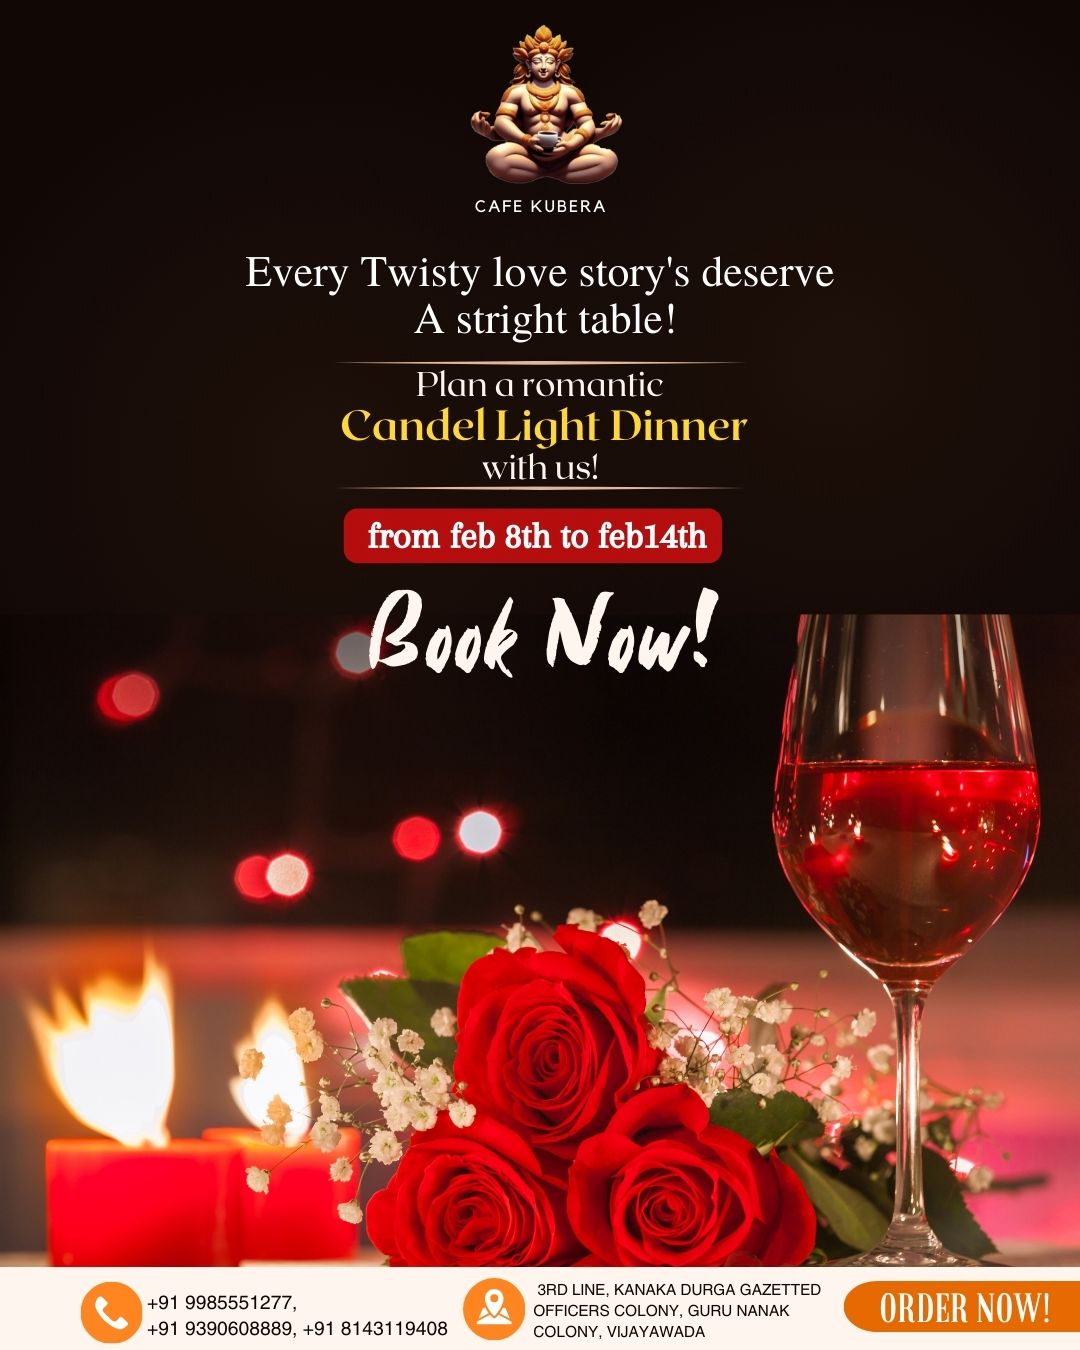 CAFE KUBERA
Every Twisty love story's deserve
A stright table!
Plan a romantic
Candel Light Dinner
with us!
from feb 8th to feb14th
Book Now!
+91 9985551277,
+91 9390608889, +91 8143119408
3RD LINE, KANAKA DURGA GAZETTED
OFFICERS COLONY, GURU NANAK
COLONY, VIJAYAWADA
ORDER NOW!